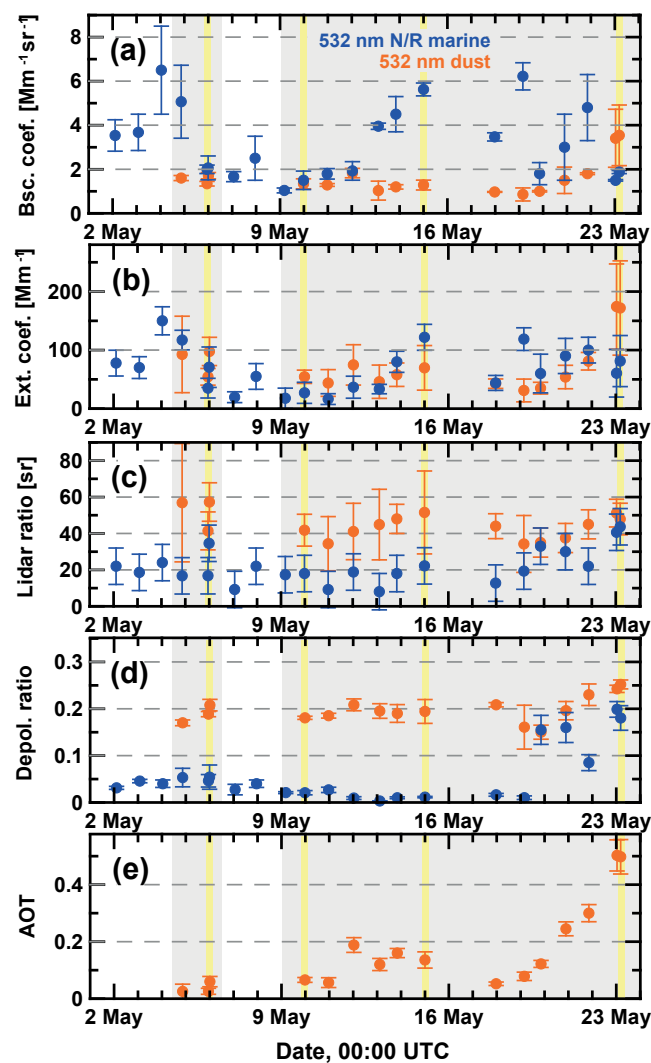 (a)
532 nm N/R marine
532 nm dust
Bsc. coef. [Mm⁻¹sr⁻¹]
8
6
4
2
0
2 May 9 May 16 May 23 May
(b)
Ext. coef. [Mm⁻¹]
200
100
0
2 May 9 May 16 May 23 May
(c)
Lidar ratio [sr]
80
60
40
20
0
2 May 9 May 16 May 23 May
(d)
Depol. ratio
0.3
0.2
0.1
0
2 May 9 May 16 May 23 May
(e)
AOT
0.4
0.2
0
2 May 9 May 16 May 23 May
Date, 00:00 UTC